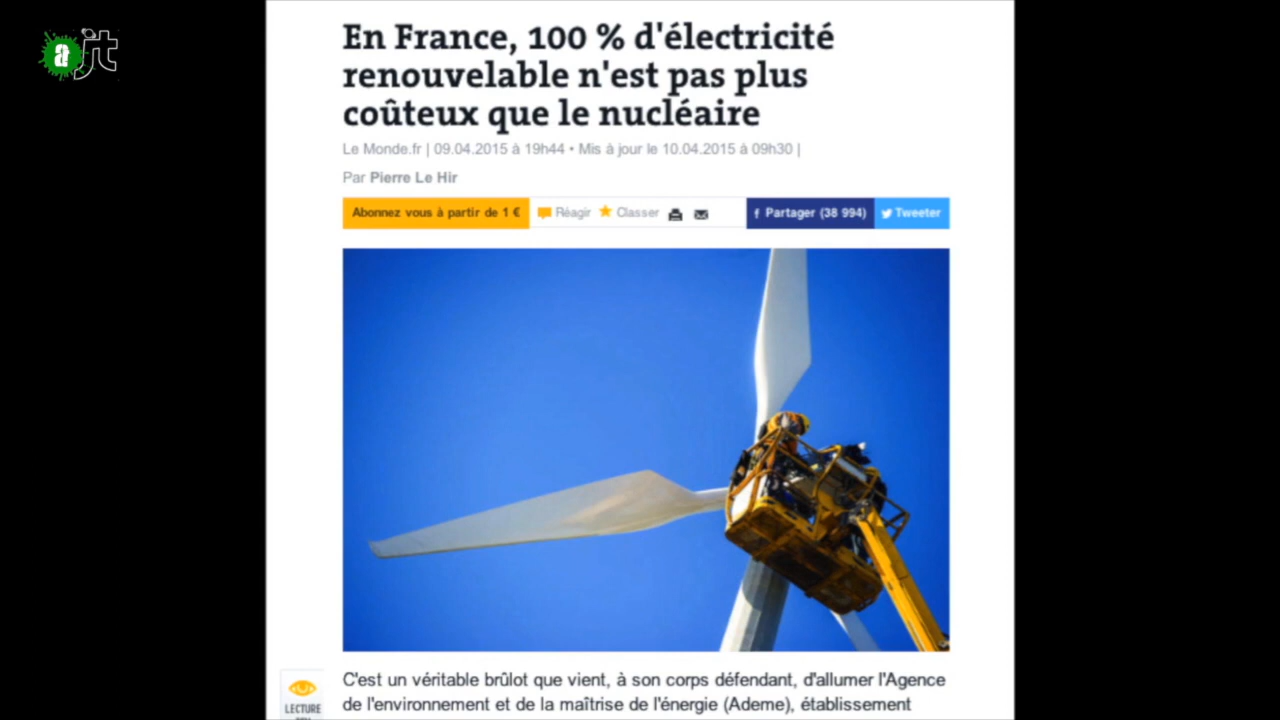 ajt
En France, 100 % d'électricité
renouvelable n'est pas plus
coûteux que le nucléaire
Le Monde.fr | 09.04.2015 à 19h44 • Mis à jour le 10.04.2015 à 09h30 |
Par Pierre Le Hir
Abonnez vous à partir de 1 € Réagir Classer f Partager (38 994) Tweeter
C'est un véritable brûlot que vient, à son corps défendant, d'allumer l'Agence
de l'environnement et de la maîtrise de l'énergie (Ademe), établissement
LECTURE